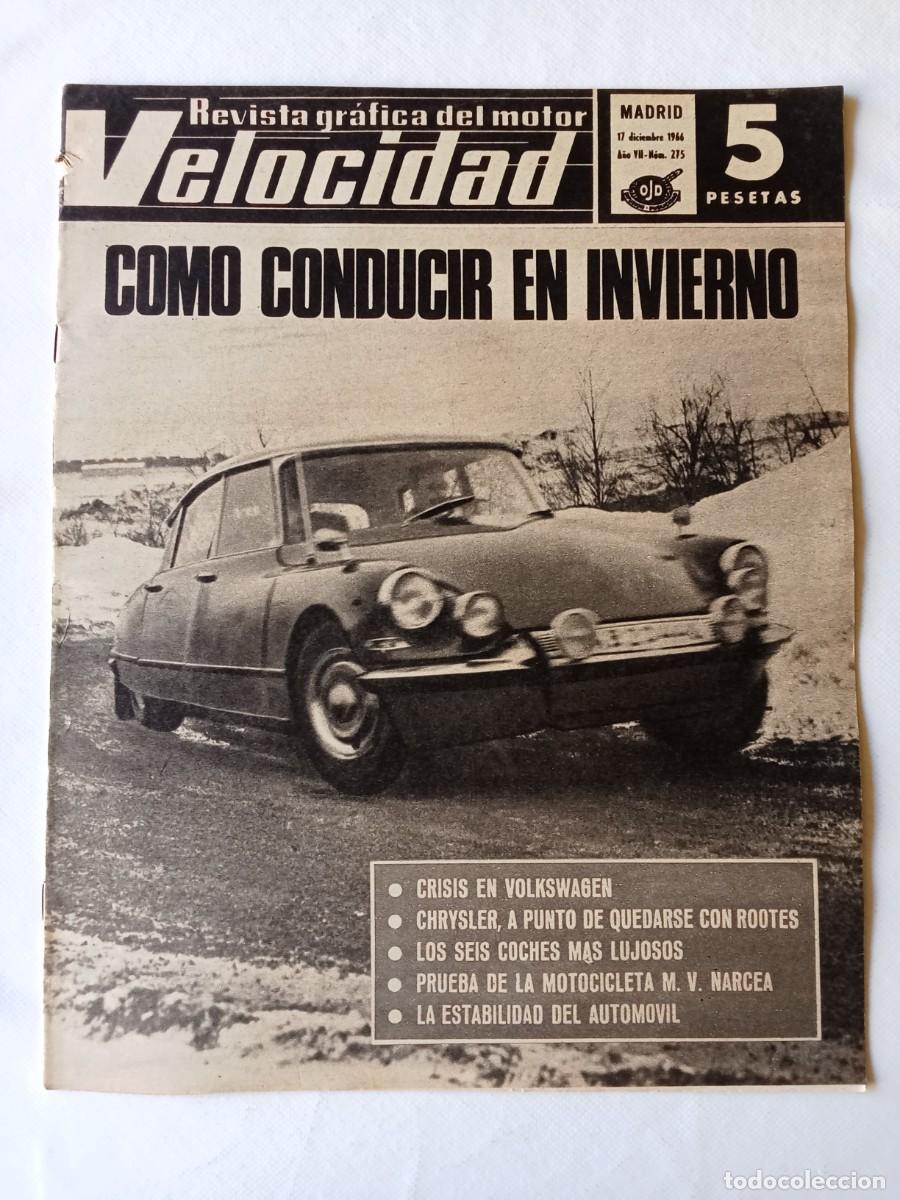 Revista gráfica del motor
Velocidad
MADRID
17 diciembre 1966
Año VII-Núm. 275
OJD
5
PESETAS
COMO CONDUCIR EN INVIERNO
CRISIS EN VOLKSWAGEN
CHRYSLER, A PUNTO DE QUEDARSE CON ROOTES
LOS SEIS COCHES MAS LUJOSOS
PRUEBA DE LA MOTOCICLETA M. V. NARCEA
LA ESTABILIDAD DEL AUTOMOVIL
todocoleccion